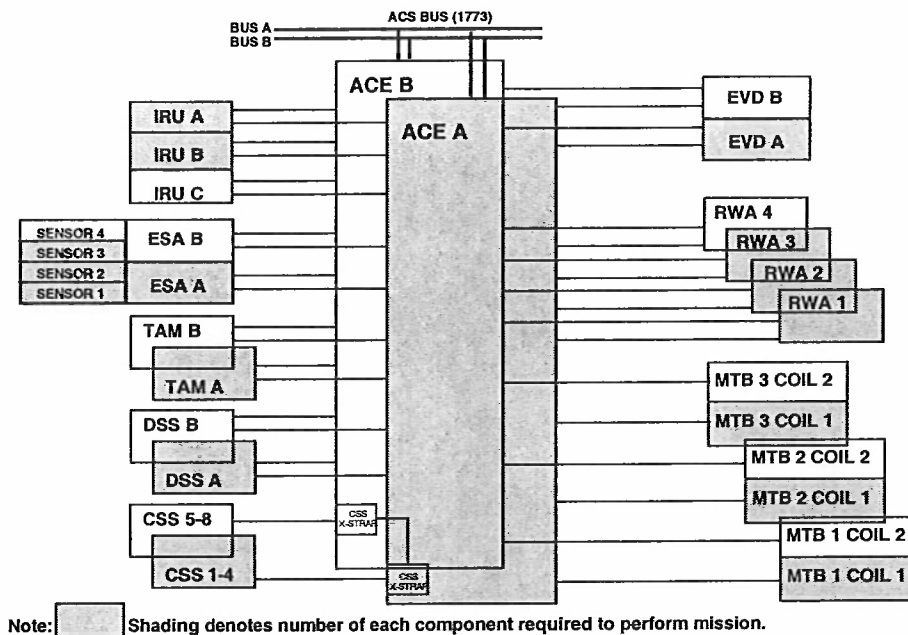 ACS BUS (1773)
BUS A
BUS B
ACE B
ACE A
IRU A
IRU B
IRU C
SENSOR 4
SENSOR 3
SENSOR 2
SENSOR 1
ESA B
ESA A
TAM B
TAM A
DSS B
DSS A
CSS 5-8
CSS 1-4
CSS
X-STRAP
CSS
X-STRAP
EVD B
EVD A
RWA 4
RWA 3
RWA 2
RWA 1
MTB 3 COIL 2
MTB 3 COIL 1
MTB 2 COIL 2
MTB 2 COIL 1
MTB 1 COIL 2
MTB 1 COIL 1
Note: Shading denotes number of each component required to perform mission.